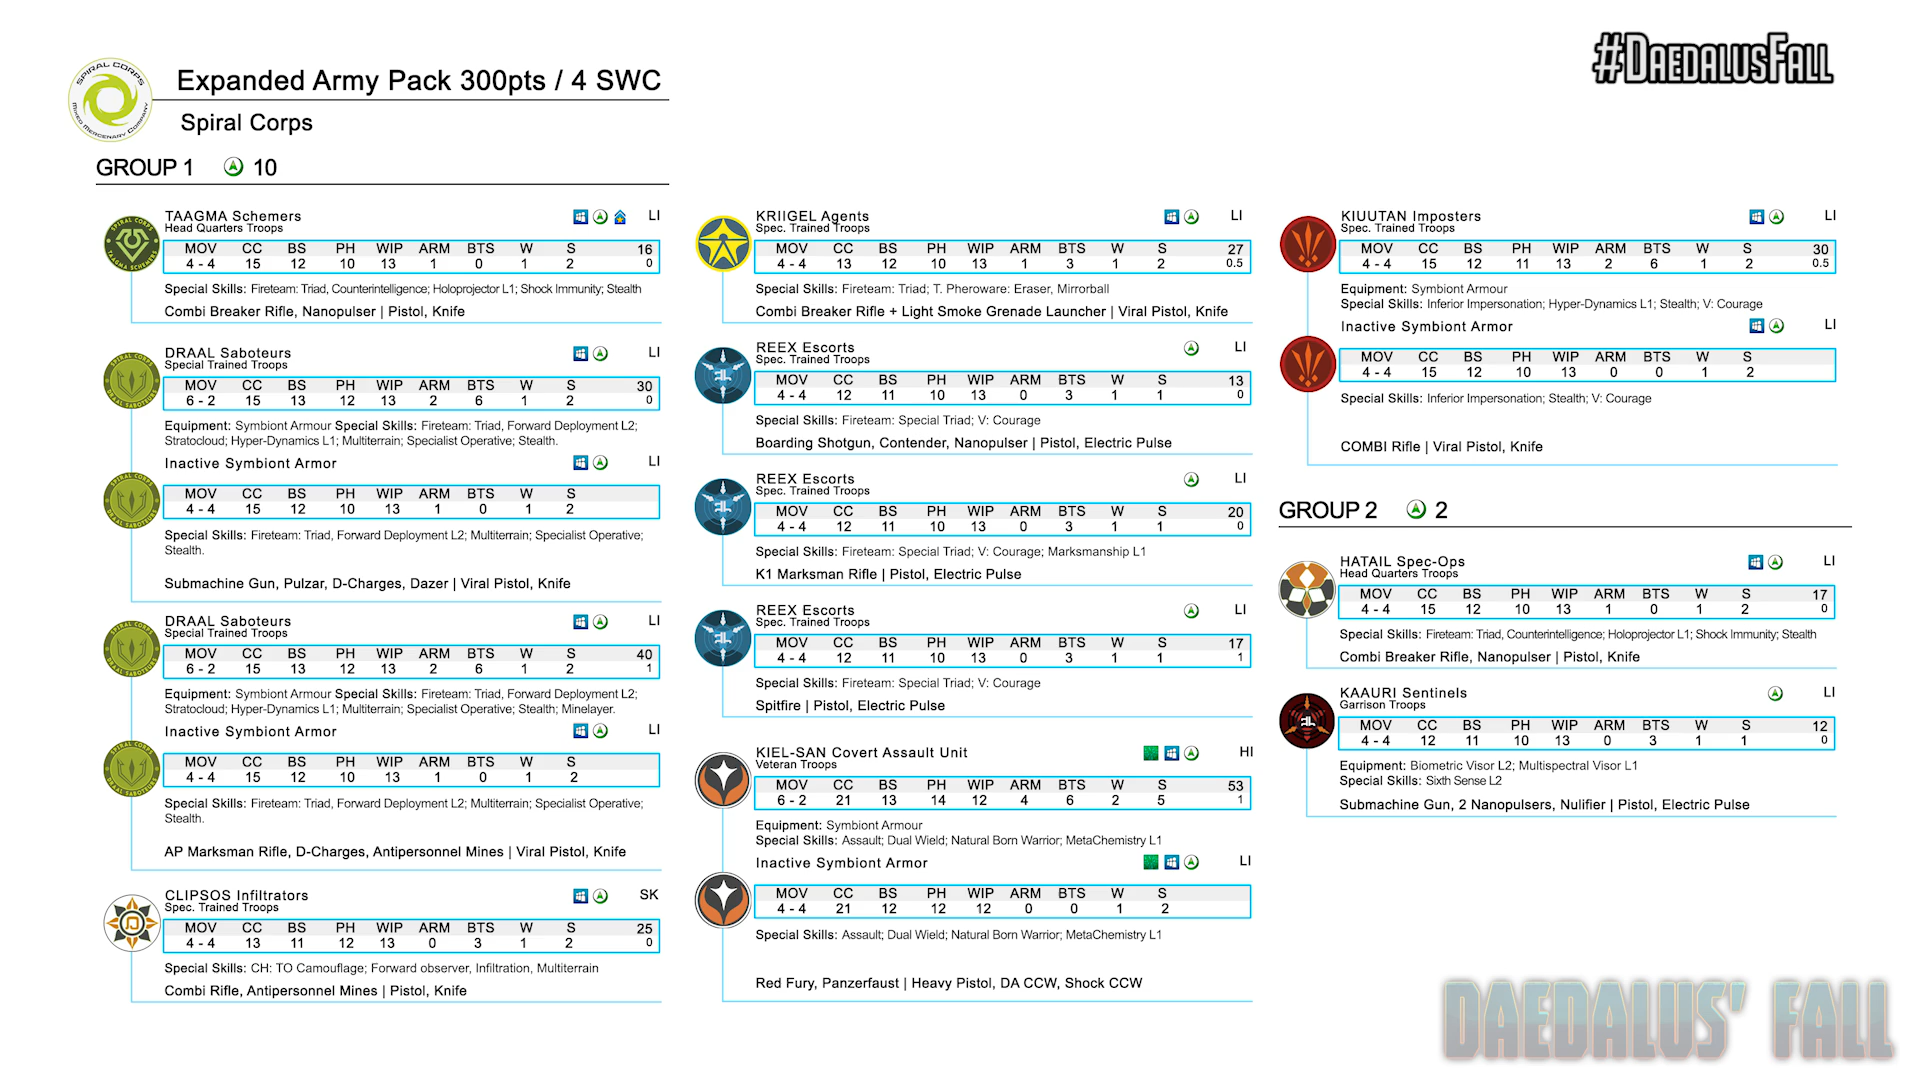 #DAEDALUSFALL
SPIRAL CORPS
MIXED MERCENARY COMPANY
Expanded Army Pack 300pts / 4 SWC
Spiral Corps
GROUP 1 10
TAAGMA Schemers LI
Head Quarters Troops
MOV CC BS PH WIP ARM BTS W S 16
4 - 4 15 12 10 13 1 0 1 2 0
Special Skills: Fireteam: Triad, Counterintelligence; Holoprojector L1; Shock Immunity; Stealth
Combi Breaker Rifle, Nanopulser | Pistol, Knife
DRAAL Saboteurs LI
Special Trained Troops
MOV CC BS PH WIP ARM BTS W S 30
6 - 2 15 13 12 13 2 6 1 2 0
Equipment: Symbiont Armour Special Skills: Fireteam: Triad, Forward Deployment L2;
Stratocloud; Hyper-Dynamics L1; Multiterrain; Specialist Operative; Stealth.
Inactive Symbiont Armor LI
MOV CC BS PH WIP ARM BTS W S
4 - 4 15 12 10 13 1 0 1 2
Special Skills: Fireteam: Triad, Forward Deployment L2; Multiterrain; Specialist Operative;
Stealth.
Submachine Gun, Pulzar, D-Charges, Dazer | Viral Pistol, Knife
DRAAL Saboteurs LI
Special Trained Troops
MOV CC BS PH WIP ARM BTS W S 40
6 - 2 15 13 12 13 2 6 1 2 1
Equipment: Symbiont Armour Special Skills: Fireteam: Triad, Forward Deployment L2;
Stratocloud; Hyper-Dynamics L1; Multiterrain; Specialist Operative; Stealth; Minelayer.
Inactive Symbiont Armor LI
MOV CC BS PH WIP ARM BTS W S
4 - 4 15 12 10 13 1 0 1 2
Special Skills: Fireteam: Triad, Forward Deployment L2; Multiterrain; Specialist Operative;
Stealth.
AP Marksman Rifle, D-Charges, Antipersonnel Mines | Viral Pistol, Knife
CLIPSOS Infiltrators SK
Spec. Trained Troops
MOV CC BS PH WIP ARM BTS W S 25
4 - 4 13 11 12 13 0 3 1 2 0
Special Skills: CH: TO Camouflage; Forward observer, Infiltration, Multiterrain
Combi Rifle, Antipersonnel Mines | Pistol, Knife
KRIIGEL Agents LI
Spec. Trained Troops
MOV CC BS PH WIP ARM BTS W S 27
4 - 4 13 12 10 13 1 3 1 2 0.5
Special Skills: Fireteam: Triad; T. Pheroware: Eraser, Mirrorball
Combi Breaker Rifle + Light Smoke Grenade Launcher | Viral Pistol, Knife
REEX Escorts LI
Spec. Trained Troops
MOV CC BS PH WIP ARM BTS W S 13
4 - 4 12 11 10 13 0 3 1 1 0
Special Skills: Fireteam: Special Triad; V: Courage
Boarding Shotgun, Contender, Nanopulser | Pistol, Electric Pulse
REEX Escorts LI
Spec. Trained Troops
MOV CC BS PH WIP ARM BTS W S 20
4 - 4 12 11 10 13 0 3 1 1 0
Special Skills: Fireteam: Special Triad; V: Courage; Marksmanship L1
K1 Marksman Rifle | Pistol, Electric Pulse
REEX Escorts LI
Spec. Trained Troops
MOV CC BS PH WIP ARM BTS W S 17
4 - 4 12 11 10 13 0 3 1 1 1
Special Skills: Fireteam: Special Triad; V: Courage
Spitfire | Pistol, Electric Pulse
KIEL-SAN Covert Assault Unit HI
Veteran Troops
MOV CC BS PH WIP ARM BTS W S 53
6 - 2 21 13 14 12 4 6 2 5 1
Equipment: Symbiont Armour
Special Skills: Assault; Dual Wield; Natural Born Warrior; MetaChemistry L1
Inactive Symbiont Armor LI
MOV CC BS PH WIP ARM BTS W S
4 - 4 21 12 12 12 0 0 1 2
Special Skills: Assault; Dual Wield; Natural Born Warrior; MetaChemistry L1
Red Fury, Panzerfaust | Heavy Pistol, DA CCW, Shock CCW
KIUUTAN Imposters LI
Spec. Trained Troops
MOV CC BS PH WIP ARM BTS W S 30
4 - 4 15 12 11 13 2 6 1 2 0.5
Equipment: Symbiont Armour
Special Skills: Inferior Impersonation; Hyper-Dynamics L1; Stealth; V: Courage
Inactive Symbiont Armor LI
MOV CC BS PH WIP ARM BTS W S
4 - 4 15 12 10 13 0 0 1 2
Special Skills: Inferior Impersonation; Stealth; V: Courage
COMBI Rifle | Viral Pistol, Knife
GROUP 2 2
HATAIL Spec-Ops LI
Head Quarters Troops
MOV CC BS PH WIP ARM BTS W S 17
4 - 4 15 12 10 13 1 0 1 2 0
Special Skills: Fireteam: Triad, Counterintelligence; Holoprojector L1; Shock Immunity; Stealth
Combi Breaker Rifle, Nanopulser | Pistol, Knife
KAAURI Sentinels LI
Garrison Troops
MOV CC BS PH WIP ARM BTS W S 12
4 - 4 12 11 10 13 0 3 1 1 0
Equipment: Biometric Visor L2; Multispectral Visor L1
Special Skills: Sixth Sense L2
Submachine Gun, 2 Nanopulsers, Nulifier | Pistol, Electric Pulse
DAEDALUS' FALL